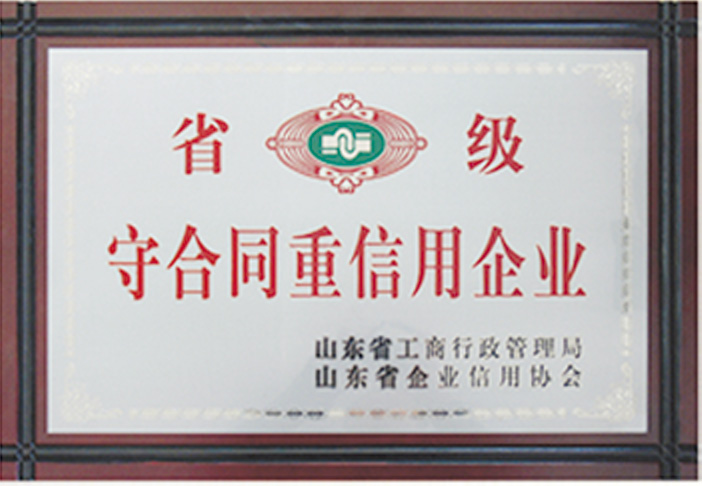 省 级
守合同重信用企业
山东省工商行政管理局
山东省企业信用协会